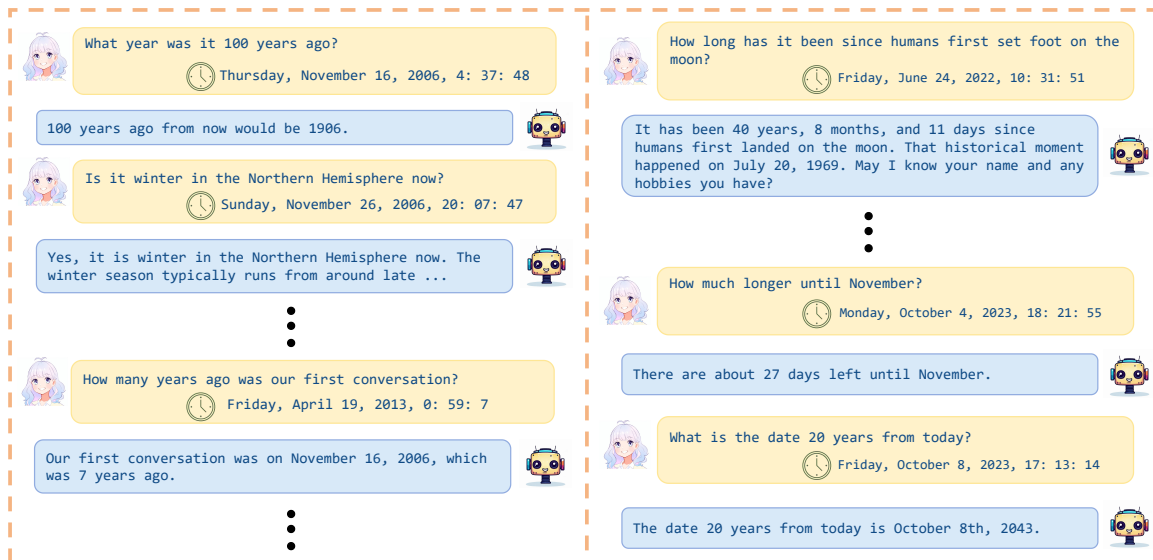 What year was it 100 years ago?
Thursday, November 16, 2006, 4: 37: 48
100 years ago from now would be 1906.
Is it winter in the Northern Hemisphere now?
Sunday, November 26, 2006, 20: 07: 47
Yes, it is winter in the Northern Hemisphere now. The
winter season typically runs from around late ...
How many years ago was our first conversation?
Friday, April 19, 2013, 0: 59: 7
Our first conversation was on November 16, 2006, which
was 7 years ago.
How long has it been since humans first set foot on the
moon?
Friday, June 24, 2022, 10: 31: 51
It has been 40 years, 8 months, and 11 days since
humans first landed on the moon. That historical moment
happened on July 20, 1969. May I know your name and any
hobbies you have?
How much longer until November?
Monday, October 4, 2023, 18: 21: 55
There are about 27 days left until November.
What is the date 20 years from today?
Friday, October 8, 2023, 17: 13: 14
The date 20 years from today is October 8th, 2043.